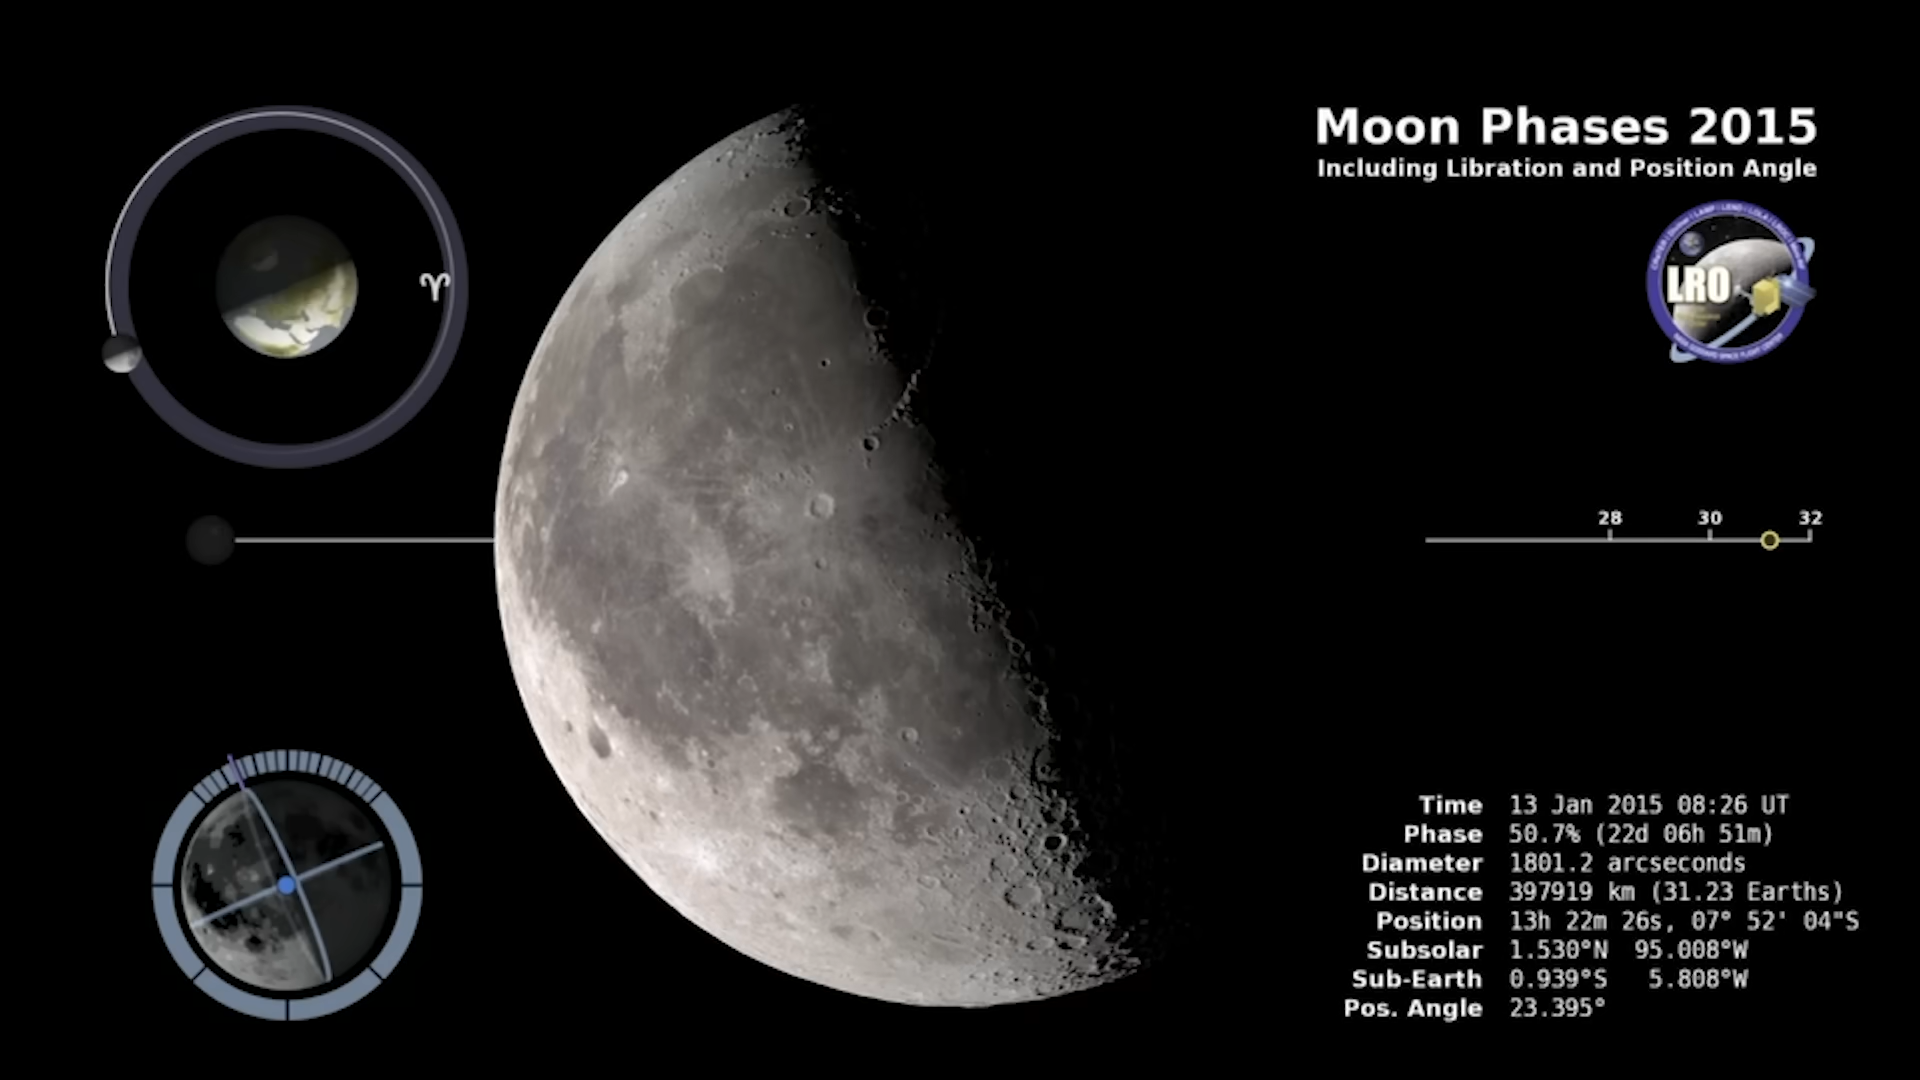 Moon Phases 2015
Including Libration and Position Angle
LRO
♈
28 30 32
Time 13 Jan 2015 08:26 UT
Phase 50.7% (22d 06h 51m)
Diameter 1801.2 arcseconds
Distance 397919 km (31.23 Earths)
Position 13h 22m 26s, 07° 52' 04"S
Subsolar 1.530°N 95.008°W
Sub-Earth 0.939°S 5.808°W
Pos. Angle 23.395°